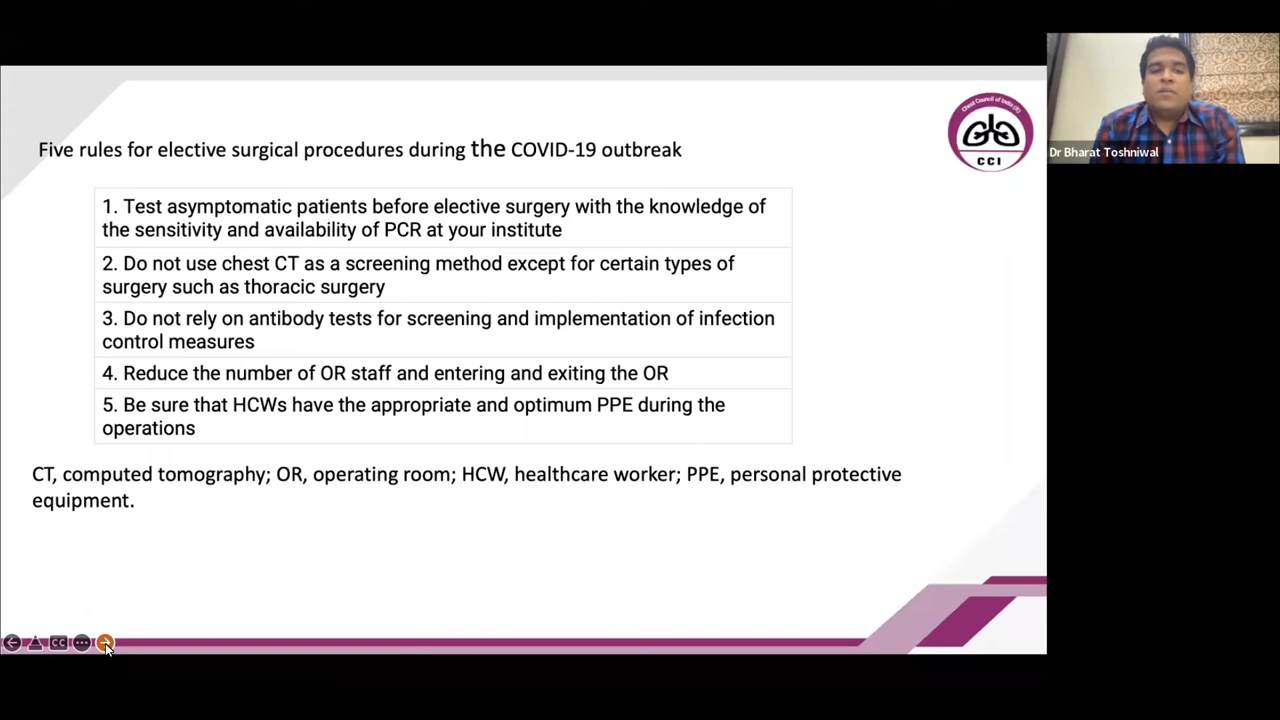 Five rules for elective surgical procedures during the COVID-19 outbreak
1. Test asymptomatic patients before elective surgery with the knowledge of
the sensitivity and availability of PCR at your institute
2. Do not use chest CT as a screening method except for certain types of
surgery such as thoracic surgery
3. Do not rely on antibody tests for screening and implementation of infection
control measures
4. Reduce the number of OR staff and entering and exiting the OR
5. Be sure that HCWs have the appropriate and optimum PPE during the
operations
CT, computed tomography; OR, operating room; HCW, healthcare worker; PPE, personal protective
equipment.
Chest Council of India (R)
CCI
Dr Bharat Toshniwal
CC